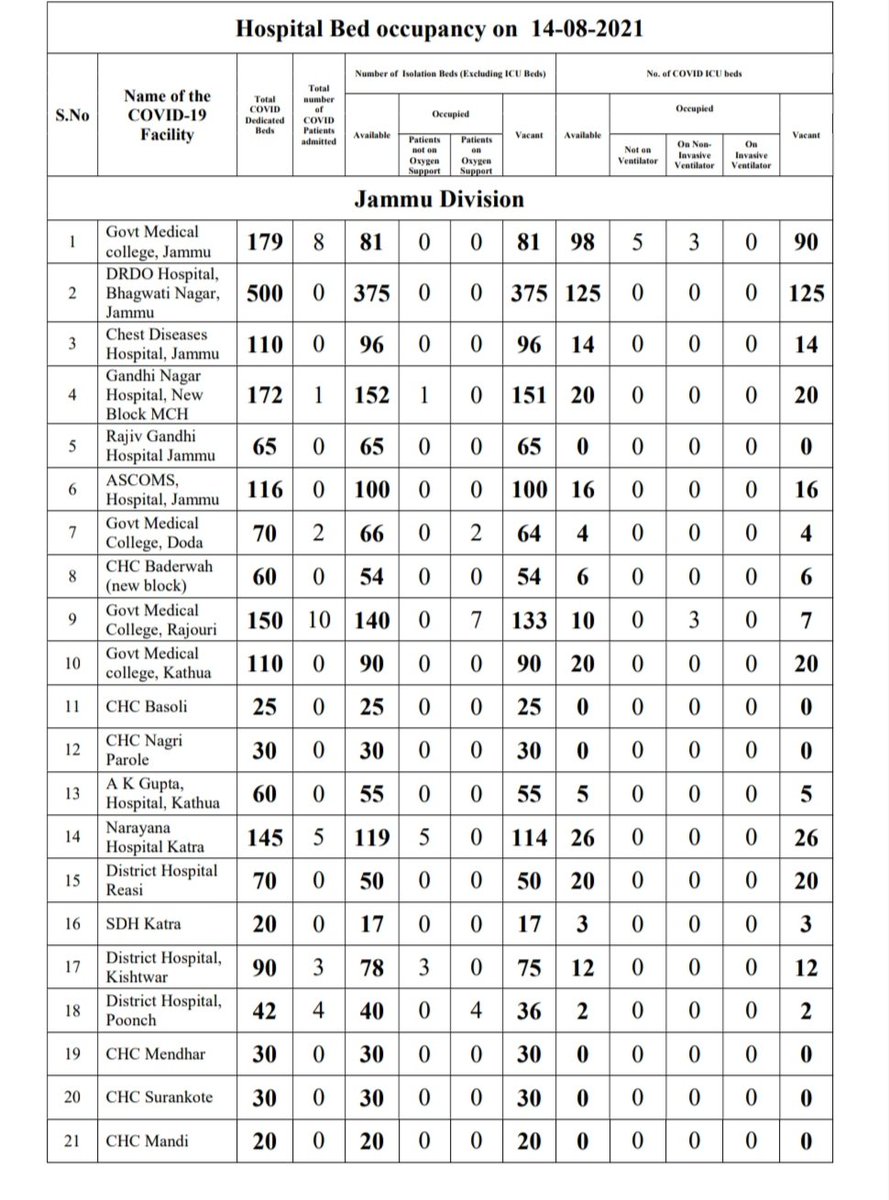 Hospital Bed occupancy on 14-08-2021
S.No
Name of the
COVID-19
Facility
Total
COVID
Dedicated
Beds
Total
number
of
COVID
Patients
admitted
Number of Isolation Beds (Excluding ICU Beds)
Available
Occupied
Patients
not on
Oxygen
Support
Patients
on
Oxygen
Support
Vacant
No. of COVID ICU beds
Available
Occupied
Not on
Ventilator
On Non-
Invasive
Ventilator
On
Invasive
Ventilator
Vacant
Jammu Division
1 Govt Medical
college, Jammu 179 8 81 0 0 81 98 5 3 0 90
2 DRDO Hospital,
Bhagwati Nagar,
Jammu 500 0 375 0 0 375 125 0 0 0 125
3 Chest Diseases
Hospital, Jammu 110 0 96 0 0 96 14 0 0 0 14
4 Gandhi Nagar
Hospital, New
Block MCH 172 1 152 1 0 151 20 0 0 0 20
5 Rajiv Gandhi
Hospital Jammu 65 0 65 0 0 65 0 0 0 0 0
6 ASCOMS,
Hospital, Jammu 116 0 100 0 0 100 16 0 0 0 16
7 Govt Medical
College, Doda 70 2 66 0 2 64 4 0 0 0 4
8 CHC Baderwah
(new block) 60 0 54 0 0 54 6 0 0 0 6
9 Govt Medical
College, Rajouri 150 10 140 0 7 133 10 0 3 0 7
10 Govt Medical
college, Kathua 110 0 90 0 0 90 20 0 0 0 20
11 CHC Basoli 25 0 25 0 0 25 0 0 0 0 0
12 CHC Nagri
Parole 30 0 30 0 0 30 0 0 0 0 0
13 A K Gupta,
Hospital, Kathua 60 0 55 0 0 55 5 0 0 0 5
14 Narayana
Hospital Katra 145 5 119 5 0 114 26 0 0 0 26
15 District Hospital
Reasi 70 0 50 0 0 50 20 0 0 0 20
16 SDH Katra 20 0 17 0 0 17 3 0 0 0 3
17 District Hospital,
Kishtwar 90 3 78 3 0 75 12 0 0 0 12
18 District Hospital,
Poonch 42 4 40 0 4 36 2 0 0 0 2
19 CHC Mendhar 30 0 30 0 0 30 0 0 0 0 0
20 CHC Surankote 30 0 30 0 0 30 0 0 0 0 0
21 CHC Mandi 20 0 20 0 0 20 0 0 0 0 0